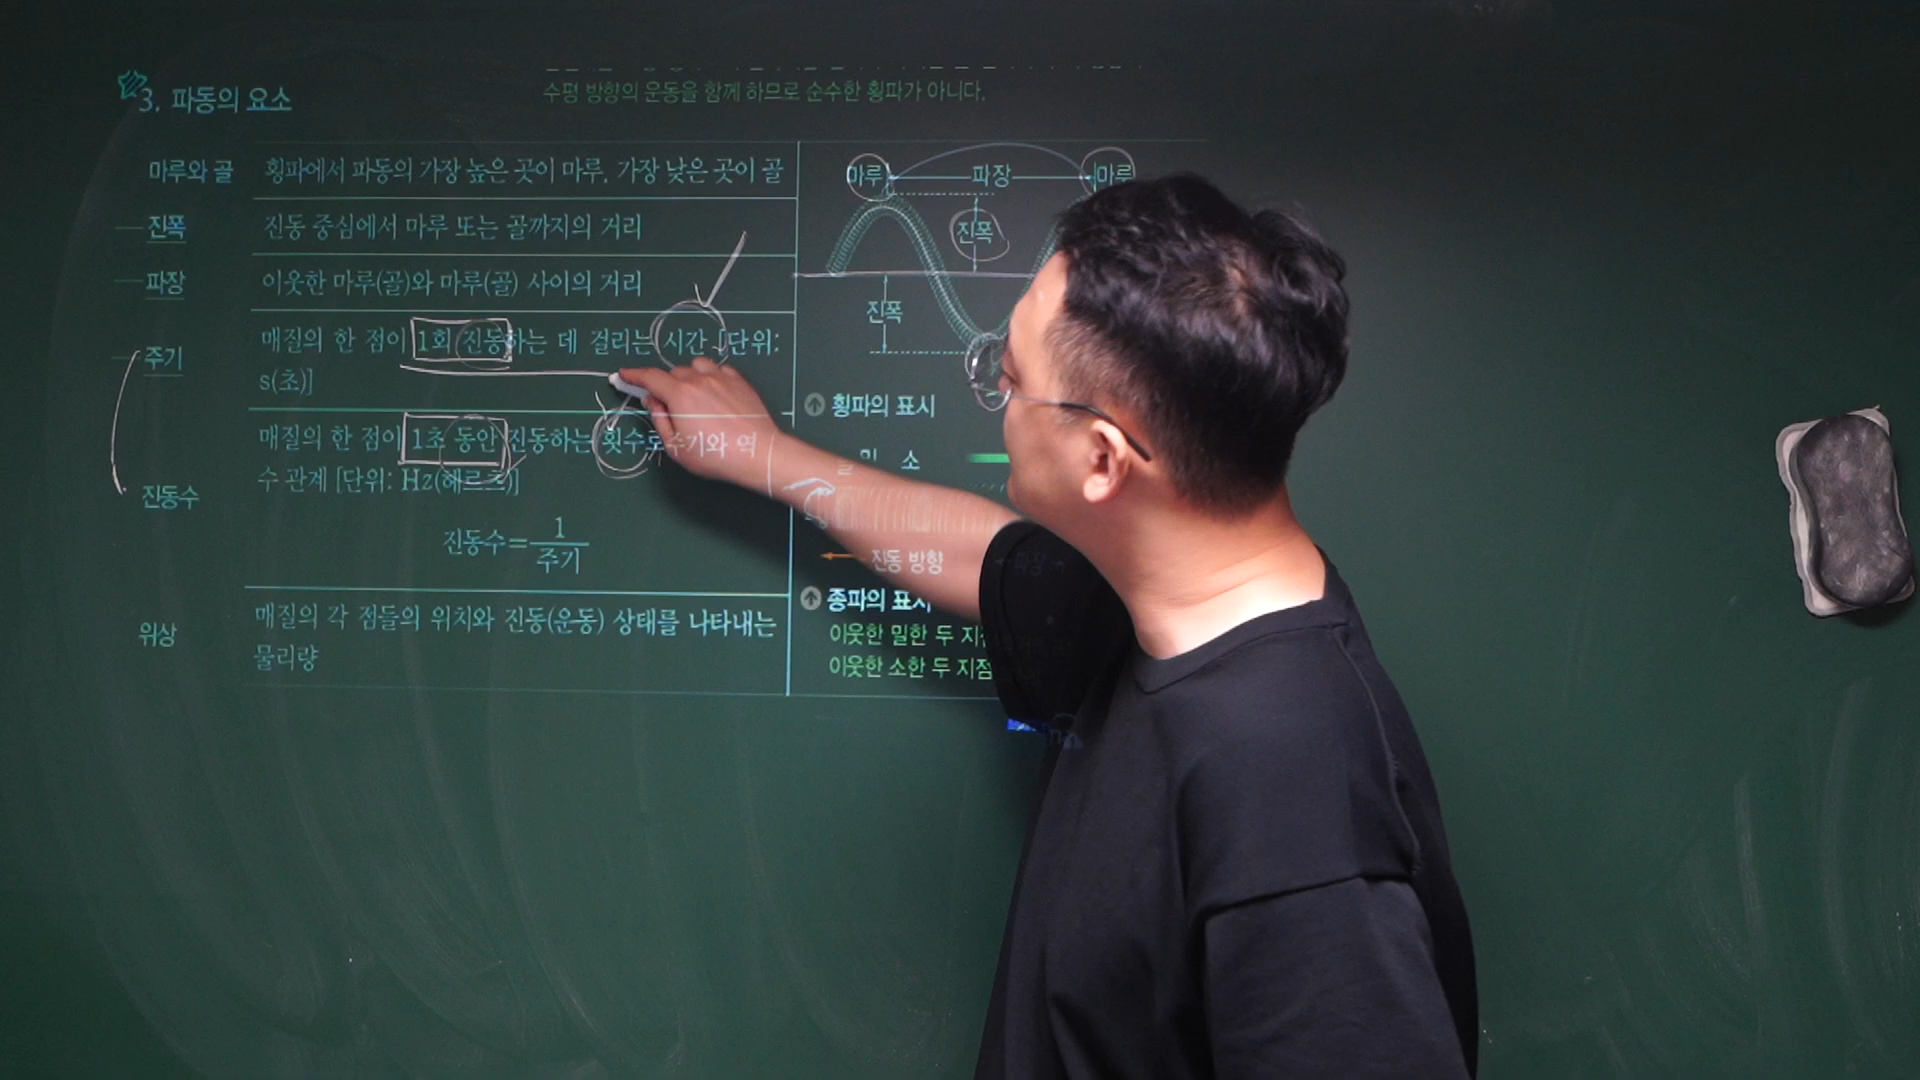 3. 파동의 요소
수평 방향의 운동을 함께 하므로 순수한 횡파가 아니다.
마루와 골
횡파에서 파동의 가장 높은 곳이 마루, 가장 낮은 곳이 골
진폭
진동 중심에서 마루 또는 골까지의 거리
파장
이웃한 마루(골)와 마루(골) 사이의 거리
주기
매질의 한 점이 1회 진동하는 데 걸리는 시간 [단위:
s(초)]
진동수
매질의 한 점이 1초 동안 진동하는 횟수로 주기와 역
수 관계 [단위: Hz(헤르츠)]
진동수=1/주기
위상
매질의 각 점들의 위치와 진동(운동) 상태를 나타내는
물리량
마루 파장 마루
진폭
진폭
횡파의 표시
밀 소
진동 방향 파장
종파의 표시
이웃한 밀한 두 지
이웃한 소한 두 지점